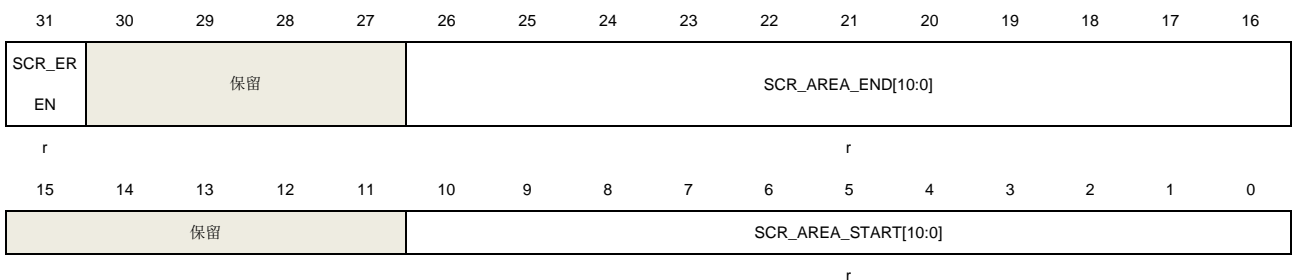 31 30 29 28 27 26 25 24 23 22 21 20 19 18 17 16
SCR_ER
EN
保留
SCR_AREA_END[10:0]
r r
15 14 13 12 11 10 9 8 7 6 5 4 3 2 1 0
保留 SCR_AREA_START[10:0]
r